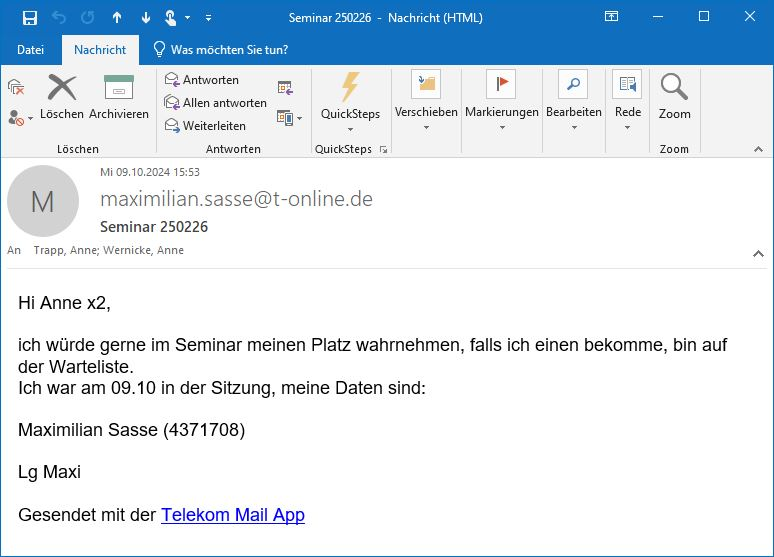 Seminar 250226 - Nachricht (HTML)
Datei Nachricht Was möchten Sie tun?
Löschen Archivieren
Antworten
Allen antworten
Weiterleiten
QuickSteps
Verschieben
Markierungen
Bearbeiten
Rede
Zoom
Löschen Antworten QuickSteps Zoom
M
Mi 09.10.2024 15:53
maximilian.sasse@t-online.de
Seminar 250226
An Trapp, Anne; Wernicke, Anne
Hi Anne x2,
ich würde gerne im Seminar meinen Platz wahrnehmen, falls ich einen bekomme, bin auf
der Warteliste.
Ich war am 09.10 in der Sitzung, meine Daten sind:
Maximilian Sasse (4371708)
Lg Maxi
Gesendet mit der Telekom Mail App